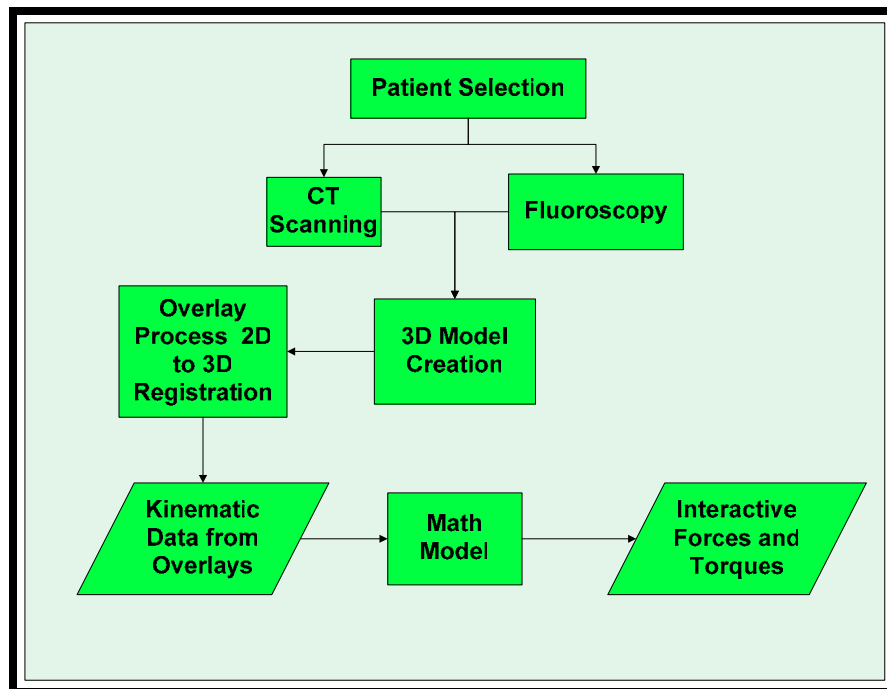 Patient Selection
CT
Scanning
Fluoroscopy
Overlay
Process 2D
to 3D
Registration
3D Model
Creation
Kinematic
Data from
Overlays
Math
Model
Interactive
Forces and
Torques